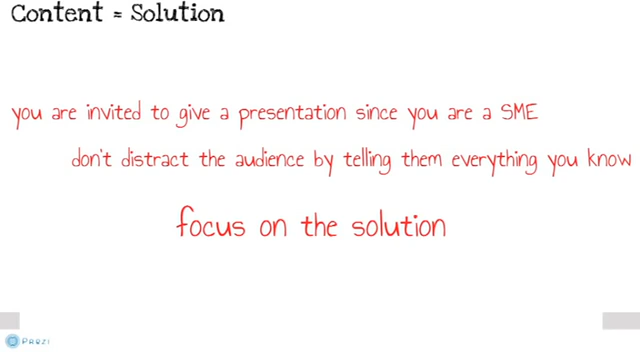 Content = Solution
you are invited to give a presentation since you are a SME
don't distract the audience by telling them everything you know
focus on the solution
PREZI